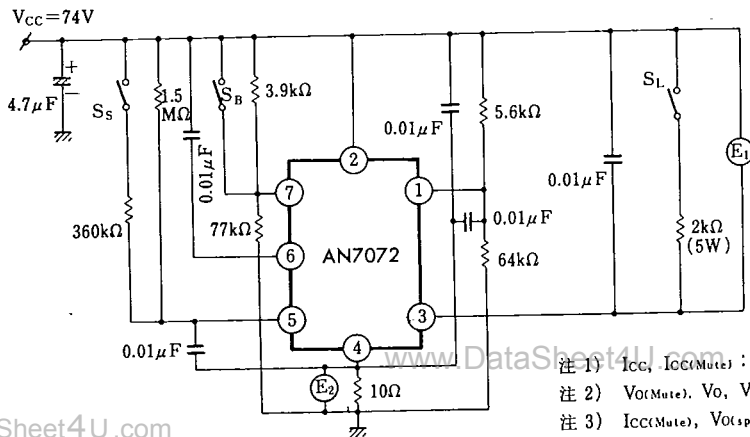 VCC=74V
4.7μF
SS
1.5
MΩ
0.01μF
SB
3.9kΩ
0.01μF
5.6kΩ
0.01μF
SL
E1
2
7
1
0.01μF
360kΩ
77kΩ
6
AN7072
64kΩ
2kΩ
(5W)
5
3
0.01μF
4
www.DataSheet4U.com
E2
10Ω
注 1) ICC, ICC(Mute) :
注 2) VO(Mute). VO, V
注 3) ICC(Mute), VO(sp
Sheet4U.com